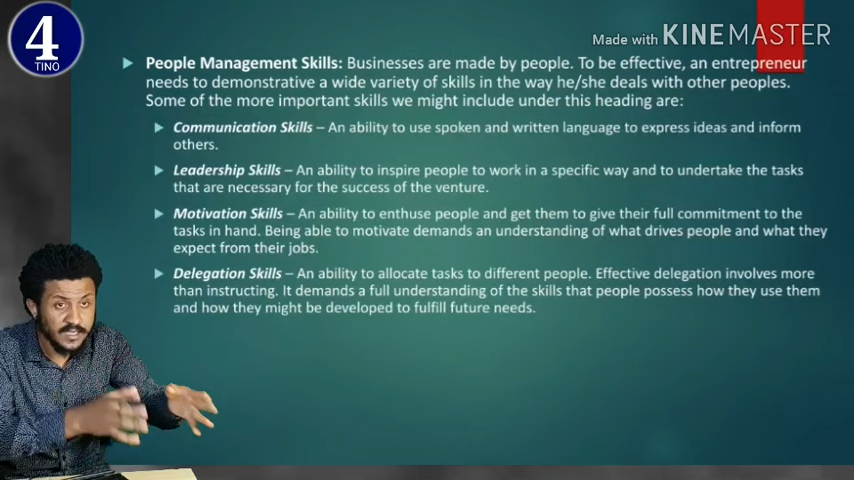 4
TINO
Made with KINEMASTER
People Management Skills: Businesses are made by people. To be effective, an entrepreneur
needs to demonstrative a wide variety of skills in the way he/she deals with other peoples.
Some of the more important skills we might include under this heading are:
Communication Skills – An ability to use spoken and written language to express ideas and inform
others.
Leadership Skills – An ability to inspire people to work in a specific way and to undertake the tasks
that are necessary for the success of the venture.
Motivation Skills – An ability to enthuse people and get them to give their full commitment to the
tasks in hand. Being able to motivate demands an understanding of what drives people and what they
expect from their jobs.
Delegation Skills – An ability to allocate tasks to different people. Effective delegation involves more
than instructing. It demands a full understanding of the skills that people possess how they use them
and how they might be developed to fulfill future needs.